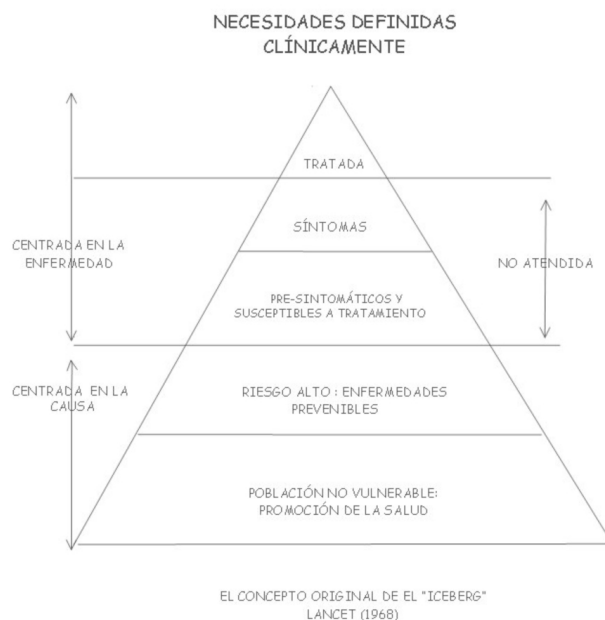 NECESIDADES DEFINIDAS
CLÍNICAMENTE
TRATADA
SÍNTOMAS
CENTRADA EN LA
ENFERMEDAD
NO ATENDIDA
PRE-SINTOMÁTICOS Y
SUSCEPTIBLES A TRATAMIENTO
CENTRADA EN LA
CAUSA
RIESGO ALTO : ENFERMEDADES
PREVENIBLES
POBLACIÓN NO VULNERABLE:
PROMOCIÓN DE LA SALUD
EL CONCEPTO ORIGINAL DE EL "ICEBERG"
LANCET (1968)